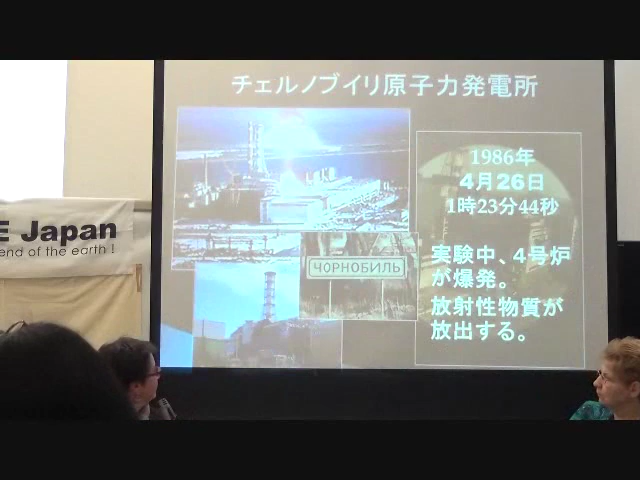 チェルノブイリ原子力発電所
1986年
4月26日
1時23分44秒
実験中、4号炉
が爆発。
放射性物質が
放出する。
ЧОРНОБИЛЬ
E Japan
end of the earth !